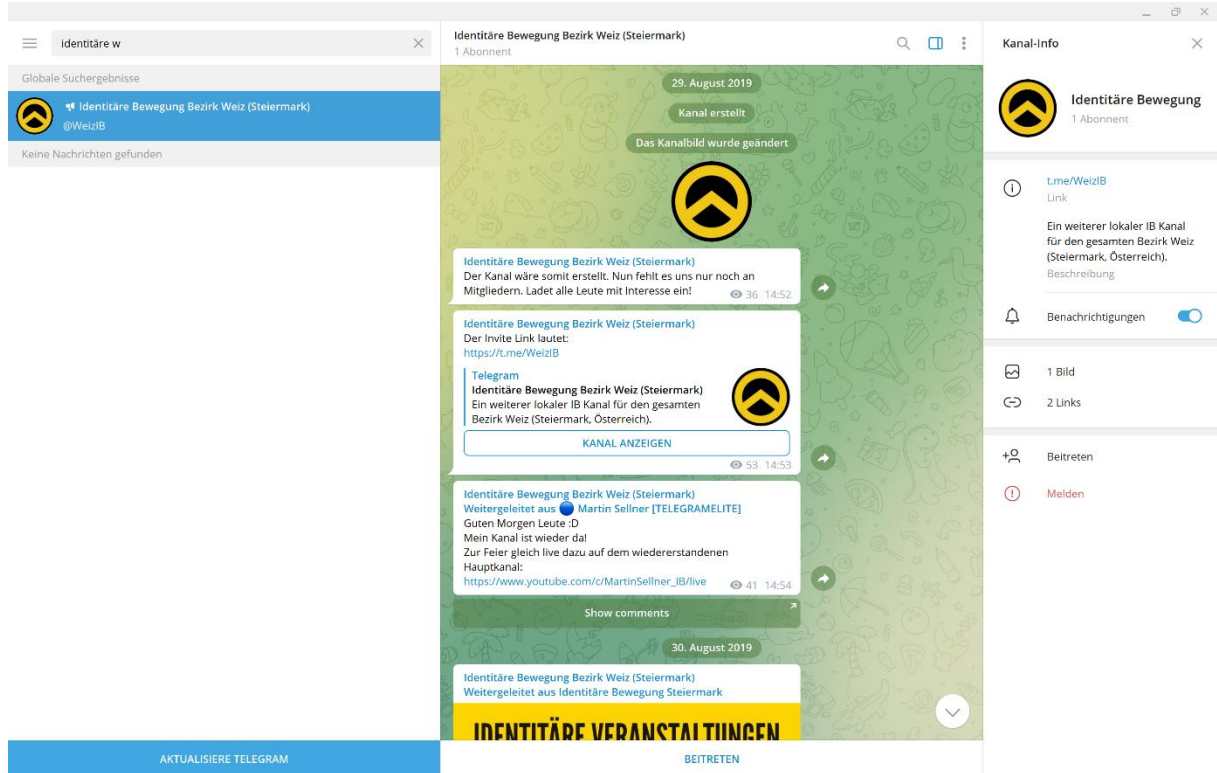 identitäre w
Globale Suchergebnisse
Identitäre Bewegung Bezirk Weiz (Steiermark)
@WeizIB
Keine Nachrichten gefunden
AKTUALISIERE TELEGRAM
Identitäre Bewegung Bezirk Weiz (Steiermark)
1 Abonnent
29. August 2019
Kanal erstellt
Das Kanalbild wurde geändert
Identitäre Bewegung Bezirk Weiz (Steiermark)
Der Kanal wäre somit erstellt. Nun fehlt es uns nur noch an
Mitgliedern. Ladet alle Leute mit Interesse ein!
36 14:52
Identitäre Bewegung Bezirk Weiz (Steiermark)
Der Invite Link lautet:
https://t.me/WeizIB
Telegram
Identitäre Bewegung Bezirk Weiz (Steiermark)
Ein weiterer lokaler IB Kanal für den gesamten
Bezirk Weiz (Steiermark, Österreich).
KANAL ANZEIGEN
53 14:53
Identitäre Bewegung Bezirk Weiz (Steiermark)
Weitergeleitet aus 🔵 Martin Sellner [TELEGRAMELITE]
Guten Morgen Leute :D
Mein Kanal ist wieder da!
Zur Feier gleich live dazu auf dem wiedererstandenen
Hauptkanal:
https://www.youtube.com/c/MartinSellner_IB/live
41 14:54
Show comments
30. August 2019
Identitäre Bewegung Bezirk Weiz (Steiermark)
Weitergeleitet aus Identitäre Bewegung Steiermark
IDENTITÄRE VERANSTALTUNGEN
BEITRETEN
Kanal-Info
Identitäre Bewegung
1 Abonnent
t.me/WeizIB
Link
Ein weiterer lokaler IB Kanal
für den gesamten Bezirk Weiz
(Steiermark, Österreich).
Beschreibung
Benachrichtigungen
1 Bild
2 Links
Beitreten
Melden